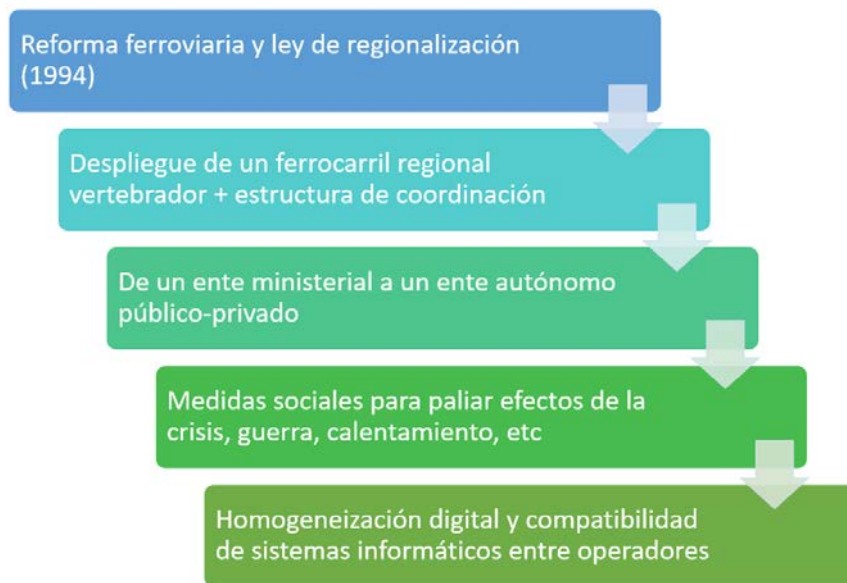 Reforma ferroviaria y ley de regionalización
(1994)
Despliegue de un ferrocarril regional
vertebrador + estructura de coordinación
De un ente ministerial a un ente autónomo
público-privado
Medidas sociales para paliar efectos de la
crisis, guerra, calentamiento, etc
Homogeneización digital y compatibilidad
de sistemas informáticos entre operadores